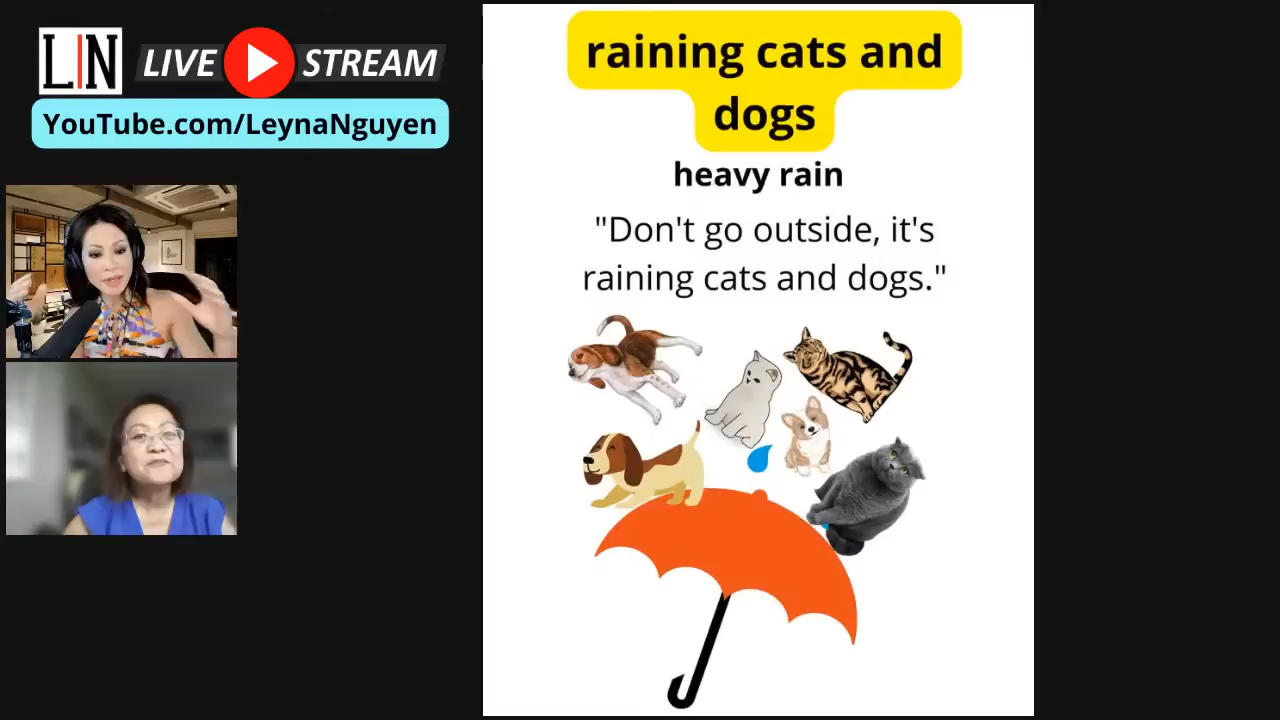 LIN LIVE STREAM
YouTube.com/LeynaNguyen
raining cats and
dogs
heavy rain
"Don't go outside, it's
raining cats and dogs."